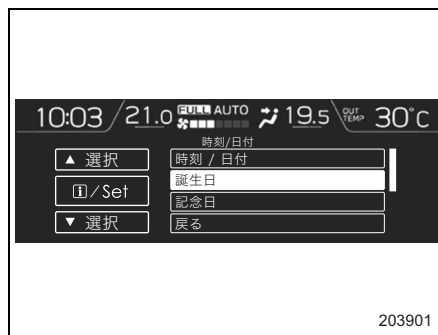 10:03 21.0 FULL AUTO 19.5 OUT TEMP 30°c
時刻/日付
▲ 選択
時刻 / 日付
誕生日
i/Set
記念日
▼ 選択
戻る
203901